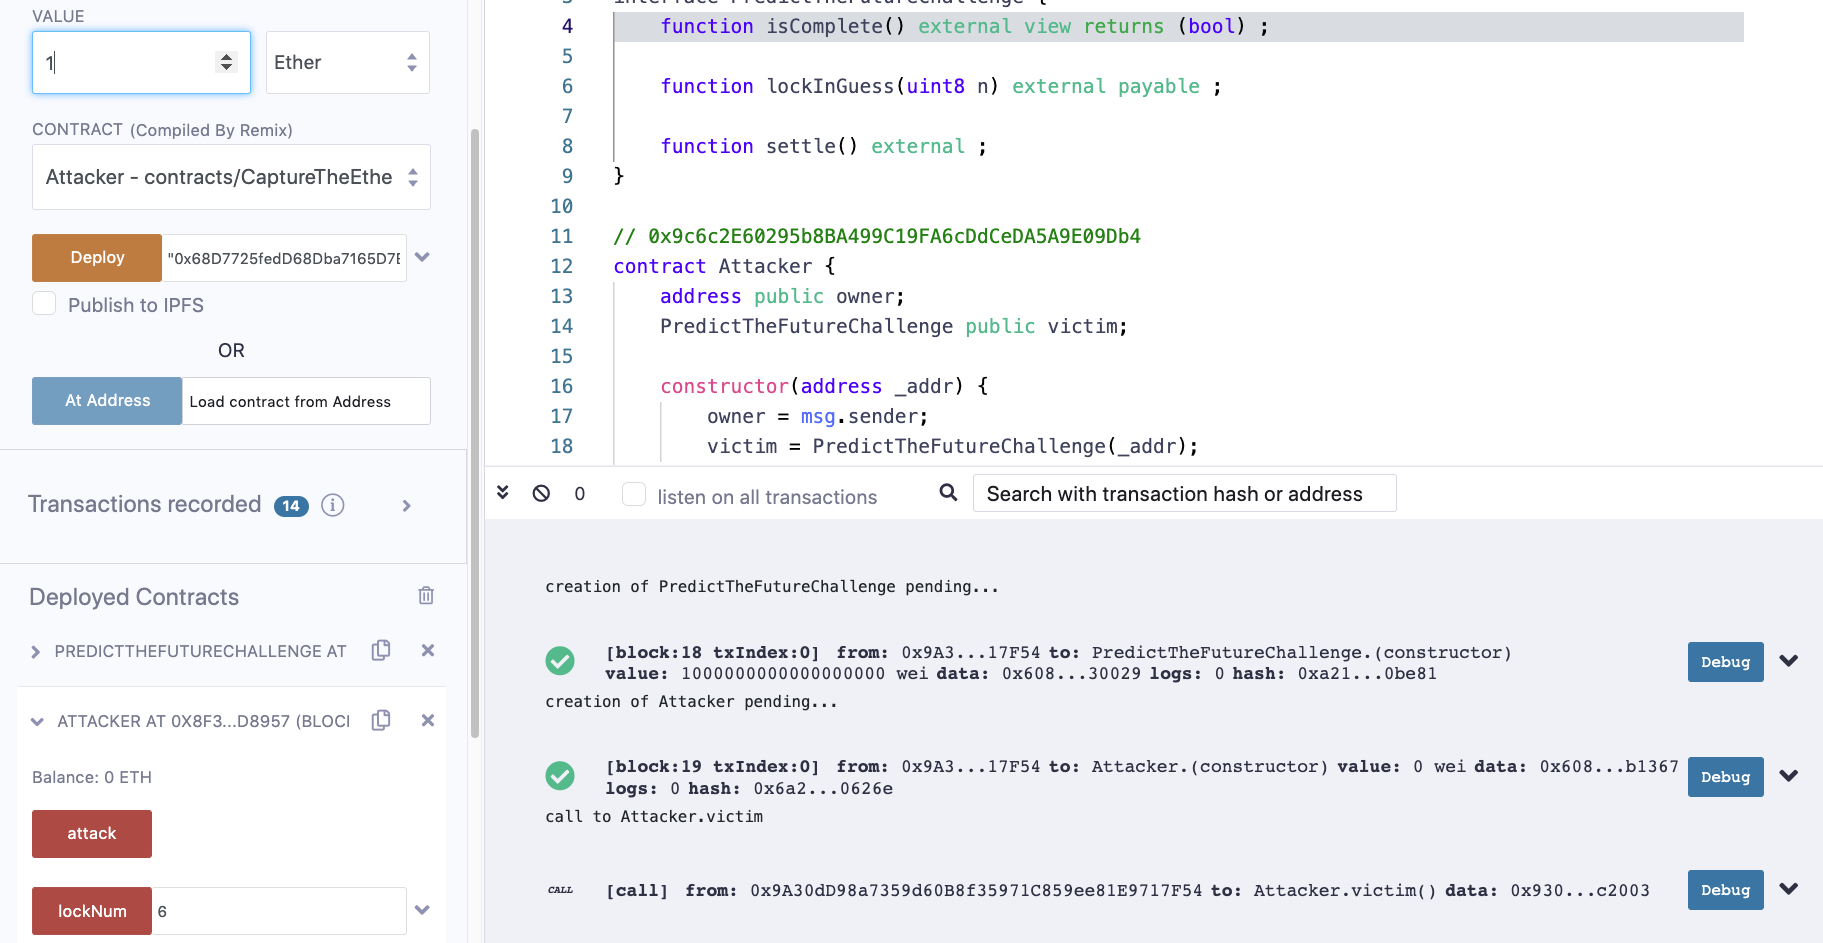 VALUE
1
Ether
CONTRACT (Compiled By Remix)
Attacker - contracts/CaptureTheEthe
Deploy
"0x68D7725fedD68Dba7165D7E
Publish to IPFS
OR
At Address
Load contract from Address
Transactions recorded 14 i
Deployed Contracts
PREDICTTHEFUTURECHALLENGE AT
ATTACKER AT 0X8F3...D8957 (BLOCI
Balance: 0 ETH
attack
lockNum
6
4 function isComplete() external view returns (bool) ;
5
6 function lockInGuess(uint8 n) external payable ;
7
8 function settle() external ;
9 }
10
11 // 0x9c6c2E60295b8BA499C19FA6cDdCeDA5A9E09Db4
12 contract Attacker {
13 address public owner;
14 PredictTheFutureChallenge public victim;
15
16 constructor(address _addr) {
17 owner = msg.sender;
18 victim = PredictTheFutureChallenge(_addr);
0
listen on all transactions
Search with transaction hash or address
creation of PredictTheFutureChallenge pending...
[block:18 txIndex:0] from: 0x9A3...17F54 to: PredictTheFutureChallenge.(constructor)
value: 1000000000000000000 wei data: 0x608...30029 logs: 0 hash: 0xa21...0be81
Debug
creation of Attacker pending...
[block:19 txIndex:0] from: 0x9A3...17F54 to: Attacker.(constructor) value: 0 wei data: 0x608...b1367
logs: 0 hash: 0x6a2...0626e
Debug
call to Attacker.victim
CALL [call] from: 0x9A30dD98a7359d60B8f35971C859ee81E9717F54 to: Attacker.victim() data: 0x930...c2003
Debug